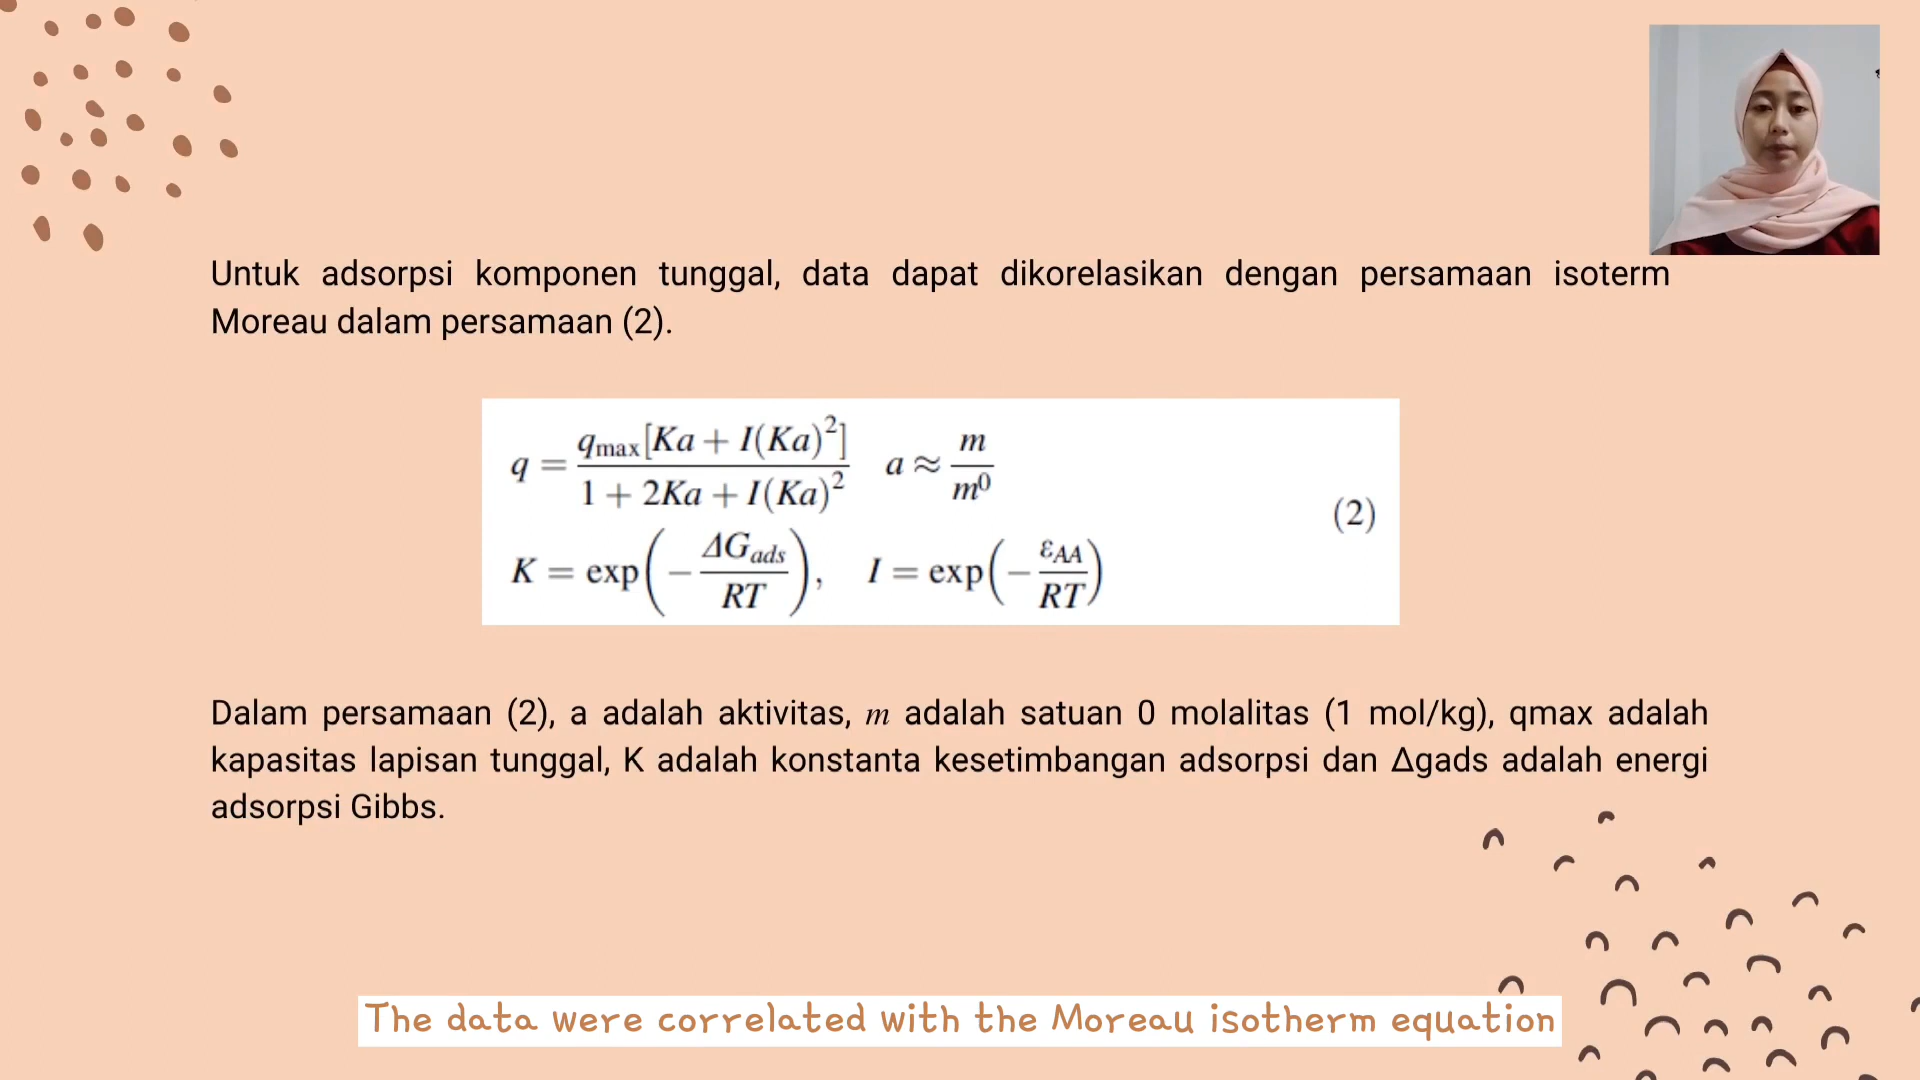 Untuk adsorpsi komponen tunggal, data dapat dikorelasikan dengan persamaan isoterm
Moreau dalam persamaan (2).
q = qmax[Ka + I(Ka)²] / 1 + 2Ka + I(Ka)² a ≈ m / m⁰
(2)
K = exp(− ΔGads / RT), I = exp(− εAA / RT)
Dalam persamaan (2), a adalah aktivitas, m adalah satuan 0 molalitas (1 mol/kg), qmax adalah
kapasitas lapisan tunggal, K adalah konstanta kesetimbangan adsorpsi dan Δgads adalah energi
adsorpsi Gibbs.
The data were correlated with the Moreau isotherm equation